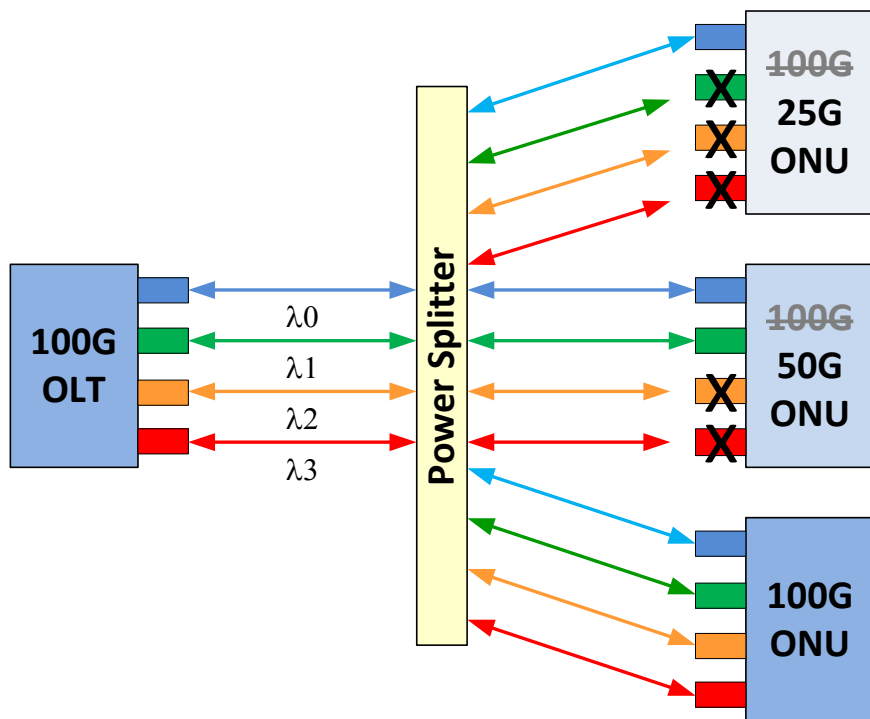 100G
OLT
λ0
λ1
λ2
λ3
Power Splitter
100G
25G
ONU
X
X
X
100G
50G
ONU
X
X
100G
ONU